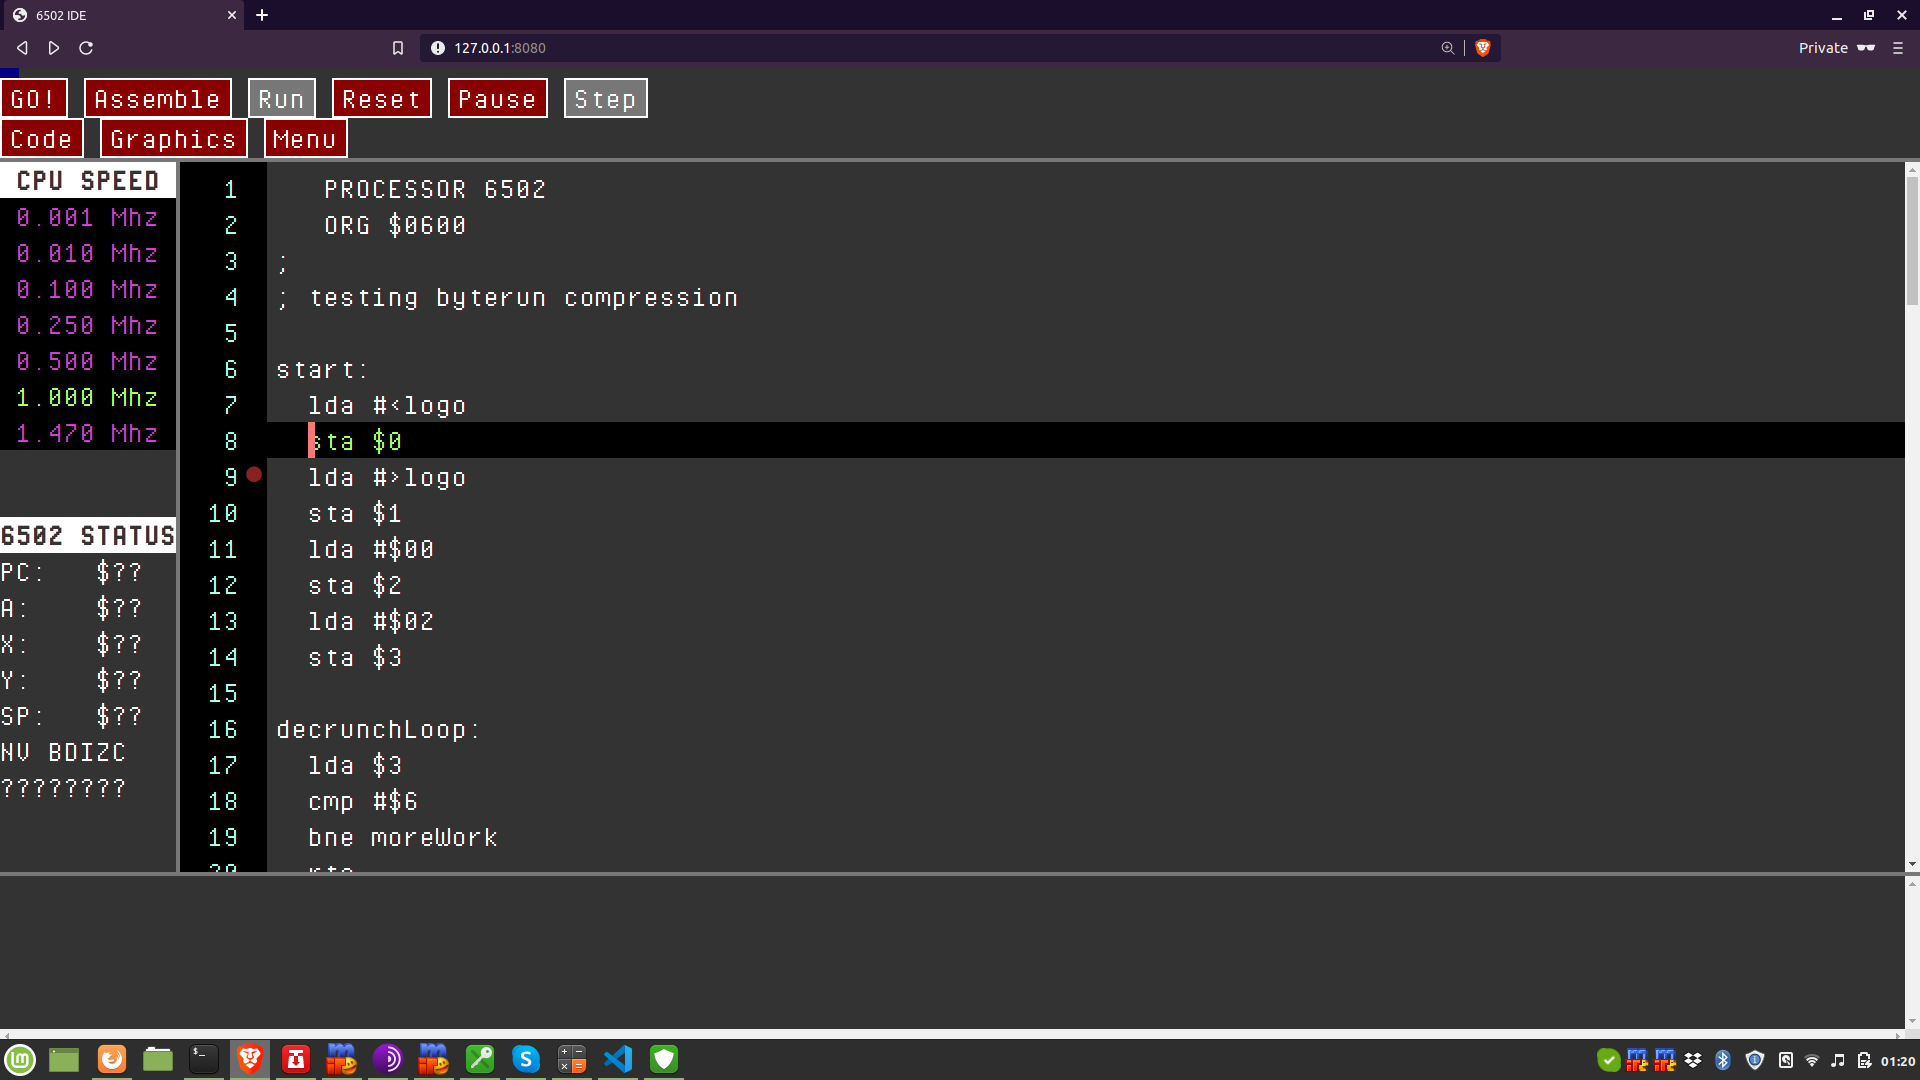 6502 IDE
127.0.0.1:8080
Private
GO! Assemble Run Reset Pause Step
Code Graphics Menu
CPU SPEED
0.001 Mhz
0.010 Mhz
0.100 Mhz
0.250 Mhz
0.500 Mhz
1.000 Mhz
1.470 Mhz
6502 STATUS
PC: $??
A: $??
X: $??
Y: $??
SP: $??
NV BDIZC
????????
1 PROCESSOR 6502
2 ORG $0600
3 ;
4 ; testing byterun compression
5
6 start:
7 lda #<logo
8 sta $0
9 lda #>logo
10 sta $1
11 lda #$00
12 sta $2
13 lda #$02
14 sta $3
15
16 decrunchLoop:
17 lda $3
18 cmp #$6
19 bne moreWork
20
01:20